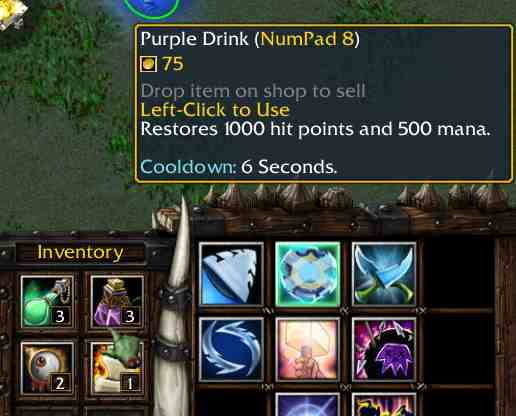 Purple Drink (NumPad 8)
75
Drop item on shop to sell
Left-Click to Use
Restores 1000 hit points and 500 mana.
Cooldown: 6 Seconds.
Inventory
3 3
2 1